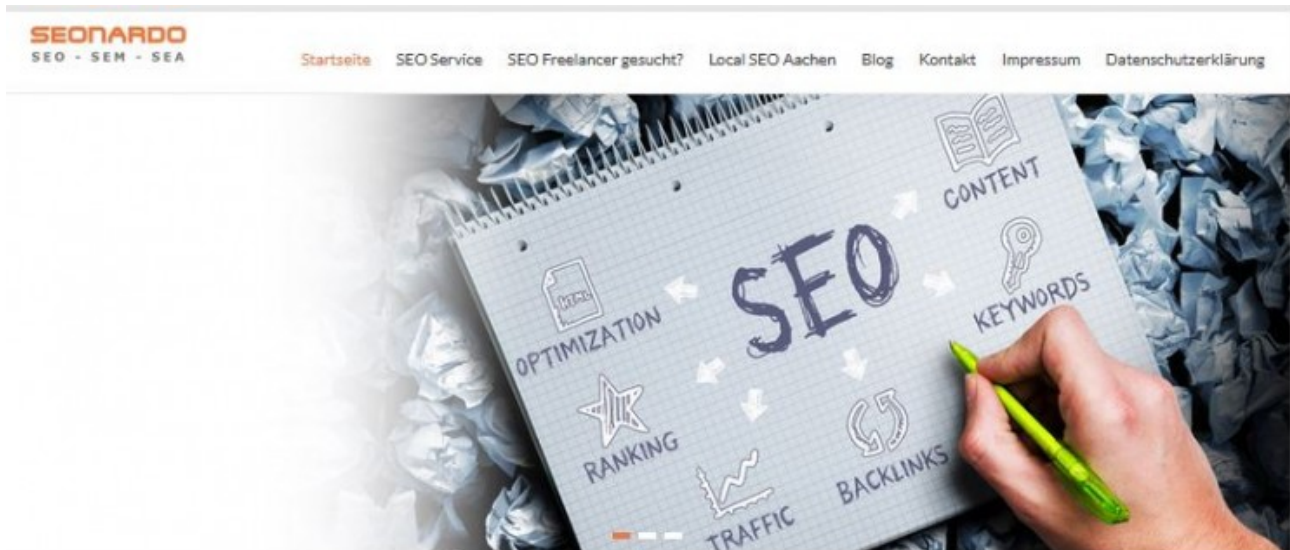 SEONARDO
SEO - SEM - SEA
Startseite SEO Service SEO Freelancer gesucht? Local SEO Aachen Blog Kontakt Impressum Datenschutzerklärung
CONTENT
SEO
KEYWORDS
HTML
OPTIMIZATION
RANKING
BACKLINKS
TRAFFIC